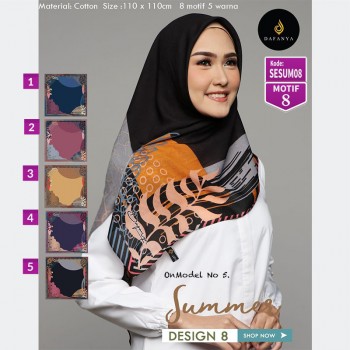 Material: Cotton  Size :110 x 110cm  8 motif 5 warna
DAFANYA
Kode:
SESUM08
MOTIF
8
1
2
3
4
5
OnModel No 5.
Summer
DESIGN 8
SHOP NOW